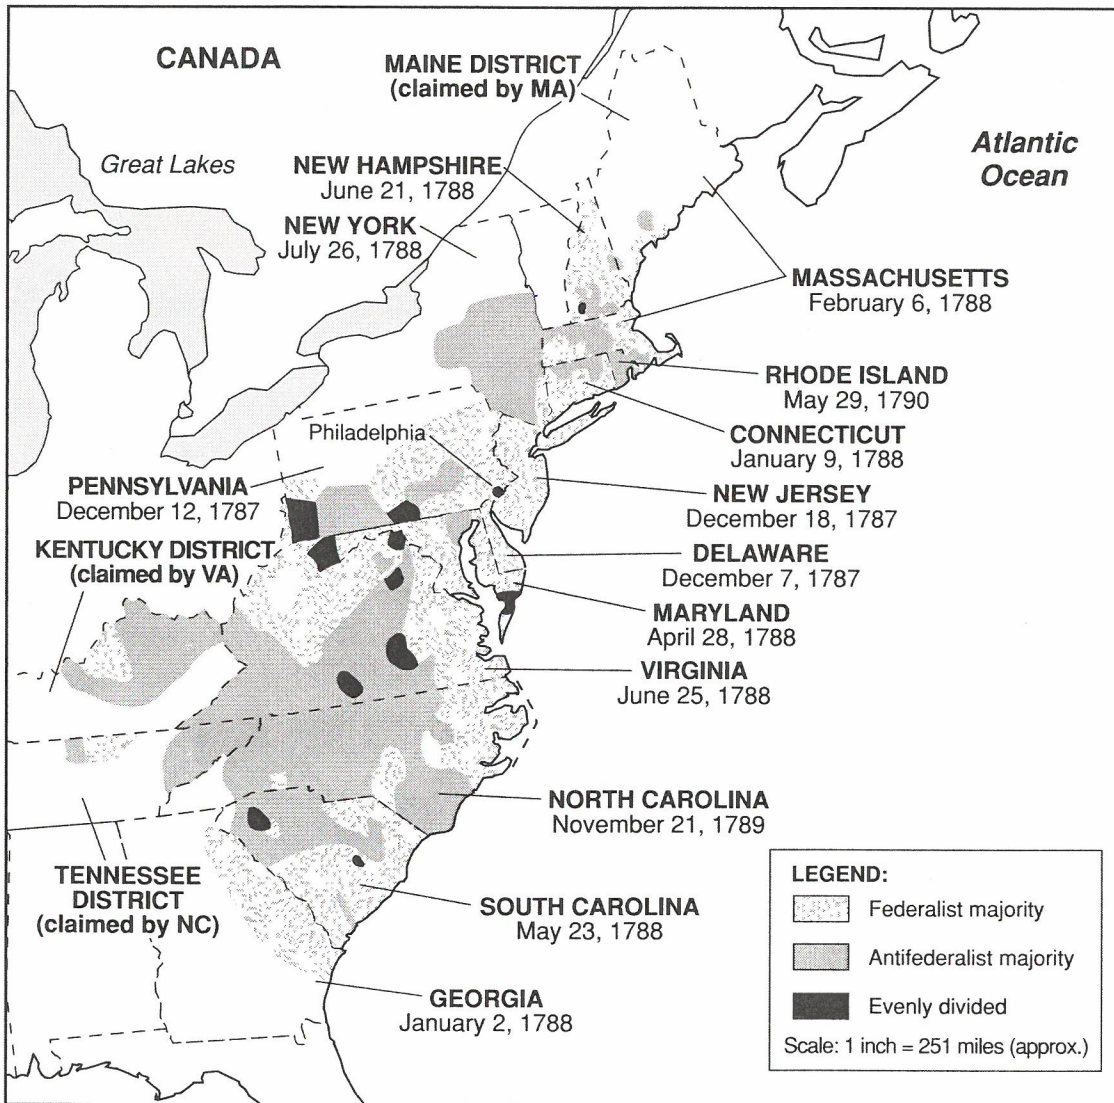 CANADA
MAINE DISTRICT
(claimed by MA)
Atlantic
Ocean
Great Lakes
NEW HAMPSHIRE
June 21, 1788
NEW YORK
July 26, 1788
MASSACHUSETTS
February 6, 1788
RHODE ISLAND
May 29, 1790
Philadelphia
CONNECTICUT
January 9, 1788
PENNSYLVANIA
December 12, 1787
NEW JERSEY
December 18, 1787
KENTUCKY DISTRICT
(claimed by VA)
DELAWARE
December 7, 1787
MARYLAND
April 28, 1788
VIRGINIA
June 25, 1788
NORTH CAROLINA
November 21, 1789
TENNESSEE
DISTRICT
(claimed by NC)
SOUTH CAROLINA
May 23, 1788
GEORGIA
January 2, 1788
LEGEND:
Federalist majority
Antifederalist majority
Evenly divided
Scale: 1 inch = 251 miles (approx.)